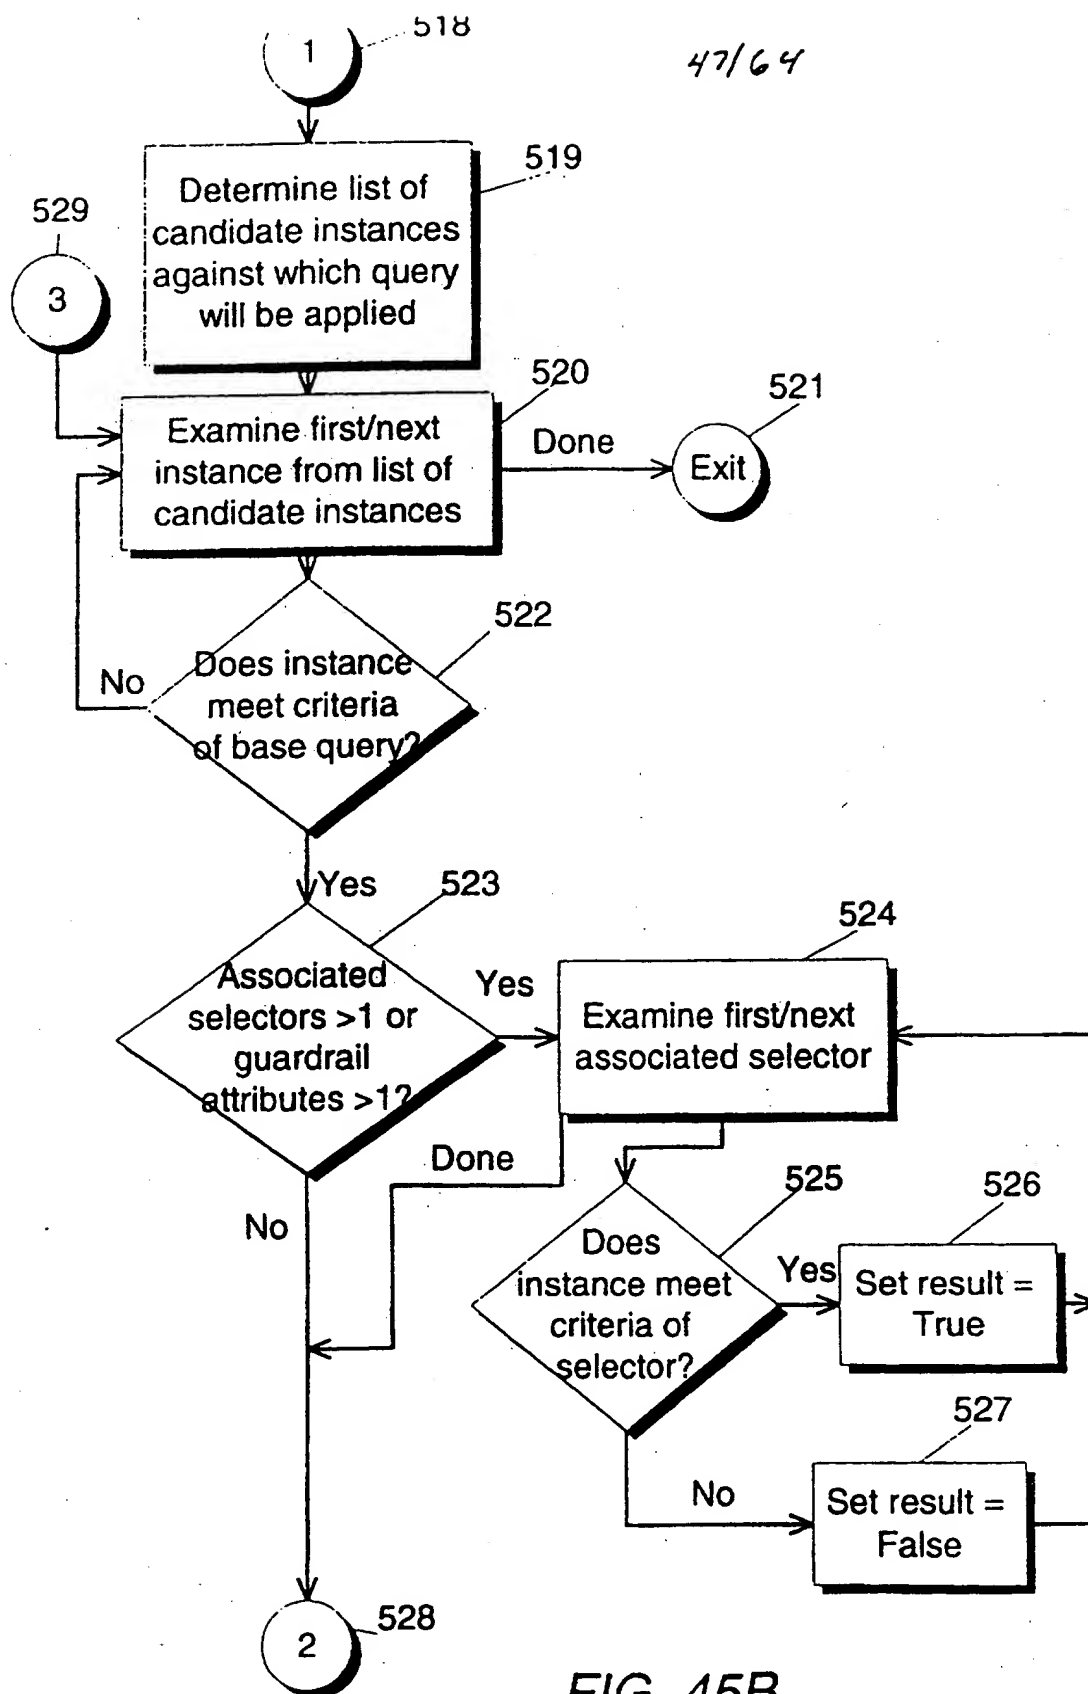 518
1
47/64
519
Determine list of
candidate instances
against which query
will be applied
529
3
520
521
Examine first/next
instance from list of
candidate instances
Done
Exit
522
No
Does instance
meet criteria
of base query?
Yes
523
524
Associated
selectors >1 or
guardrail
attributes >1?
Yes
Examine first/next
associated selector
Done
No
525
526
Does
instance meet
criteria of
selector?
Yes
Set result =
True
527
No
Set result =
False
2
528
FIG. 45B